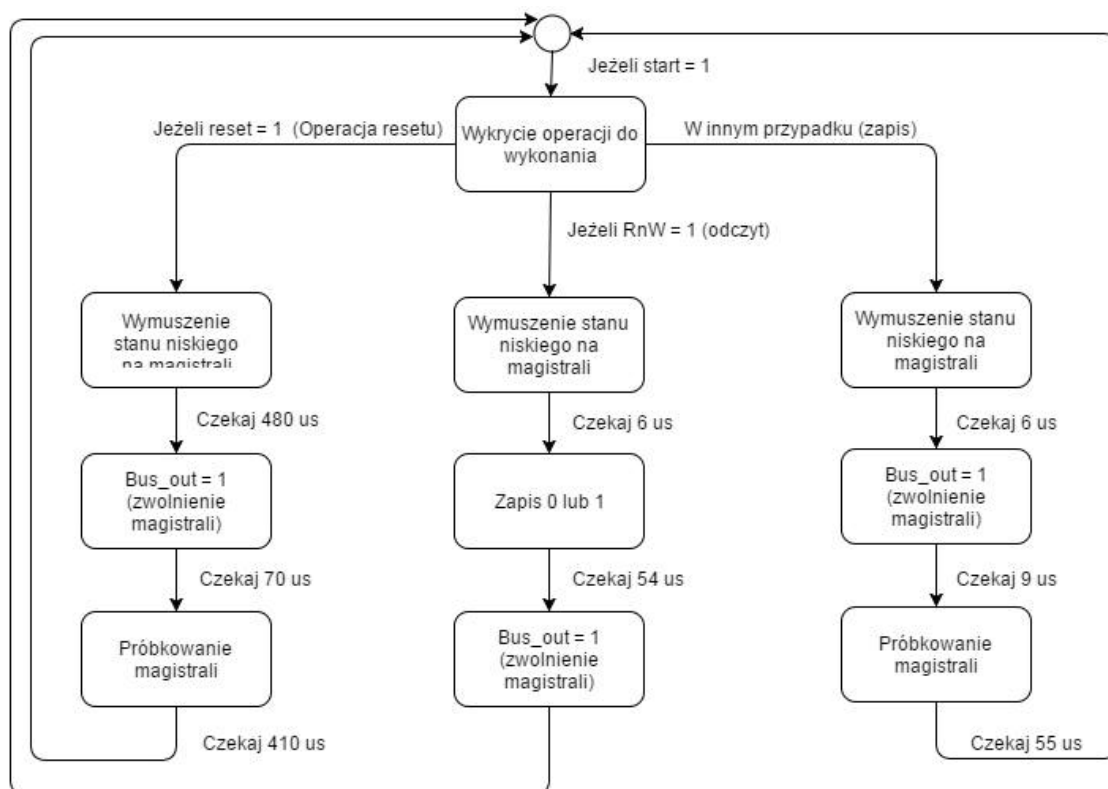 Jeżeli start = 1
Jeżeli reset = 1 (Operacja resetu)
Wykrycie operacji do
wykonania
W innym przypadku (zapis)
Jeżeli RnW = 1 (odczyt)
Wymuszenie
stanu niskiego
na magistrali
Wymuszenie stanu
niskiego na
magistrali
Wymuszenie stanu
niskiego na
magistrali
Czekaj 480 us
Czekaj 6 us
Czekaj 6 us
Bus_out = 1
(zwolnienie
magistrali)
Zapis 0 lub 1
Bus_out = 1
(zwolnienie
magistrali)
Czekaj 70 us
Czekaj 54 us
Czekaj 9 us
Próbkowanie
magistrali
Bus_out = 1
(zwolnienie
magistrali)
Próbkowanie
magistrali
Czekaj 410 us
Czekaj 55 us